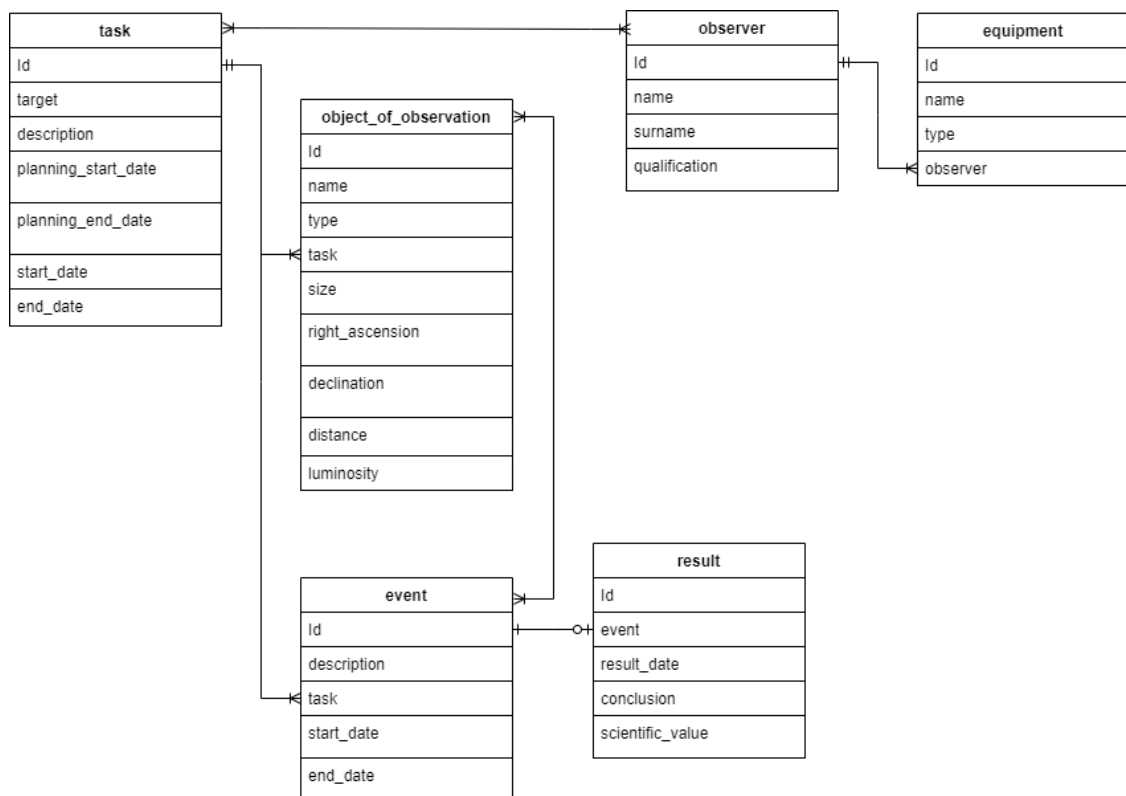 task
Id
target
description
planning_start_date
planning_end_date
start_date
end_date
object_of_observation
Id
name
type
task
size
right_ascension
declination
distance
luminosity
observer
Id
name
surname
qualification
equipment
Id
name
type
observer
event
Id
description
task
start_date
end_date
result
Id
event
result_date
conclusion
scientific_value